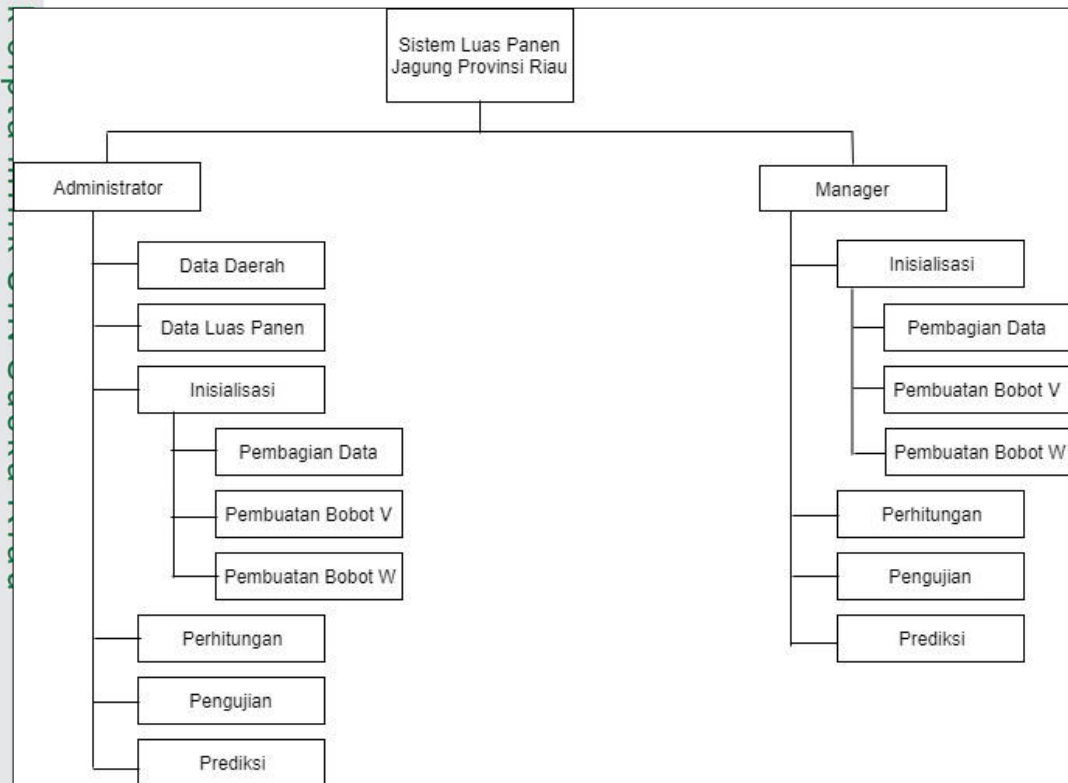 Sistem Luas Panen
Jagung Provinsi Riau
Administrator
Data Daerah
Data Luas Panen
Inisialisasi
Pembagian Data
Pembuatan Bobot V
Pembuatan Bobot W
Perhitungan
Pengujian
Prediksi
Manager
Inisialisasi
Pembagian Data
Pembuatan Bobot V
Pembuatan Bobot W
Perhitungan
Pengujian
Prediksi